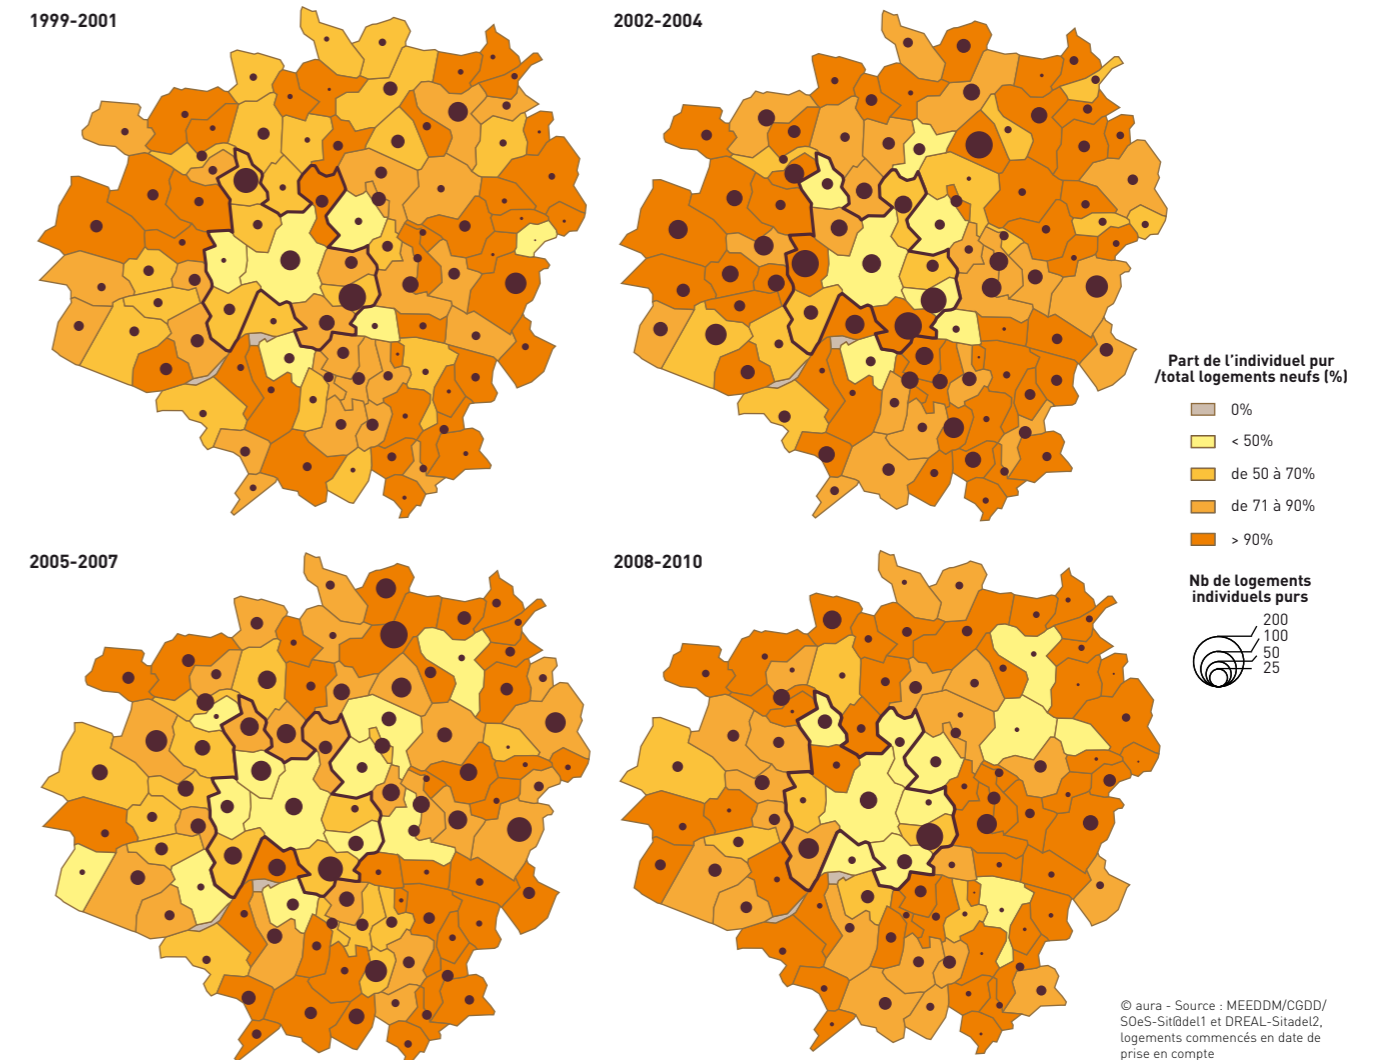 1999-2001
2002-2004
2005-2007
2008-2010
Part de l'individuel pur
/total logements neufs (%)
0%
< 50%
de 50 à 70%
de 71 à 90%
> 90%
Nb de logements
individuels purs
200
100
50
25
© aura - Source : MEEDDM/CGDD/
SOeS-Sit@del1 et DREAL-Sitadel2,
logements commencés en date de
prise en compte